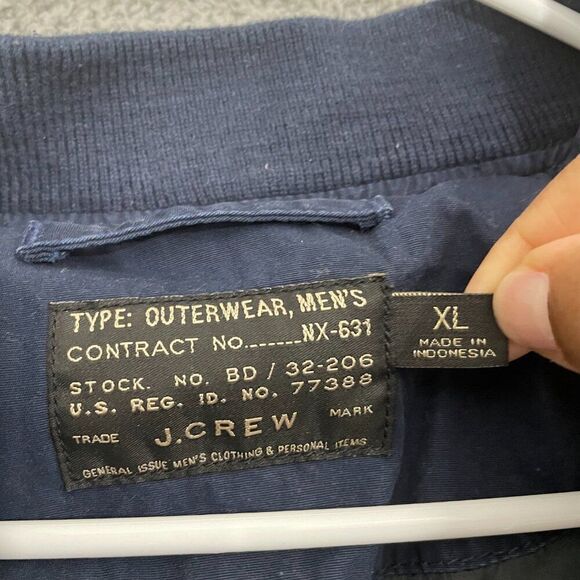 TYPE: OUTERWEAR, MEN'S
CONTRACT NO.......NX-631
STOCK. NO. BD / 32-206
U.S. REG. ID. NO. 77388
TRADE J.CREW MARK
GENERAL ISSUE MEN'S CLOTHING & PERSONAL ITEMS
XL
MADE IN
INDONESIA